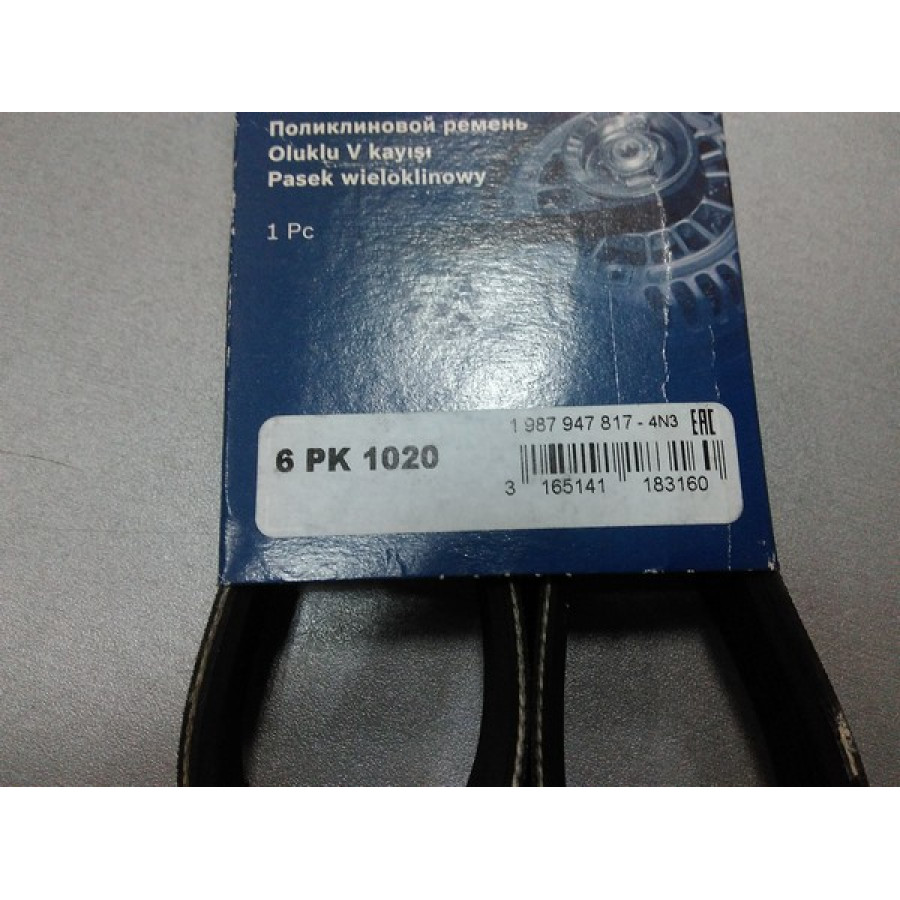 Поликлиновой ремень
Oluklu V kayışı
Pasek wieloklinowy
1 Pc
1 987 947 817 - 4N3 EAC
6 PK 1020
3 165141 183160